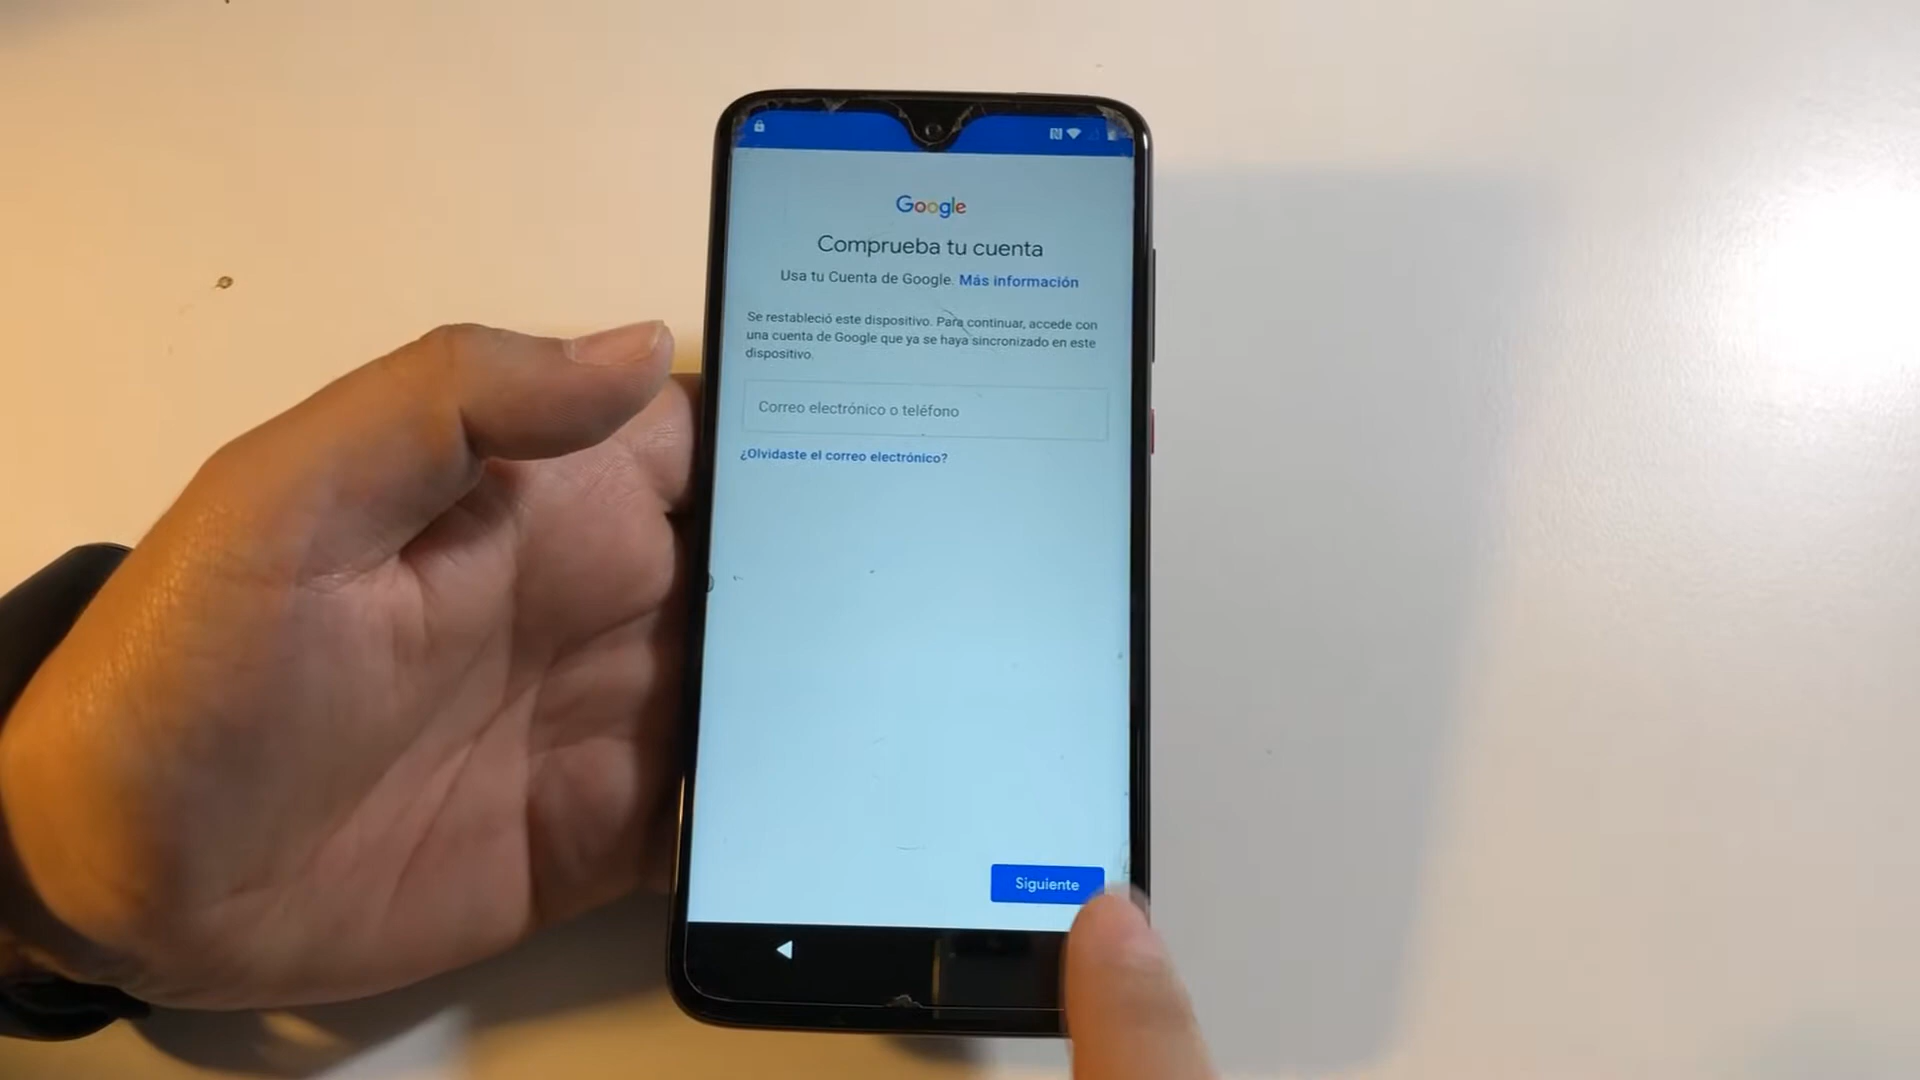 Google
Comprueba tu cuenta
Usa tu Cuenta de Google. Más información
Se restableció este dispositivo. Para continuar, accede con
una cuenta de Google que ya se haya sincronizado en este
dispositivo.
Correo electrónico o teléfono
¿Olvidaste el correo electrónico?
Siguiente